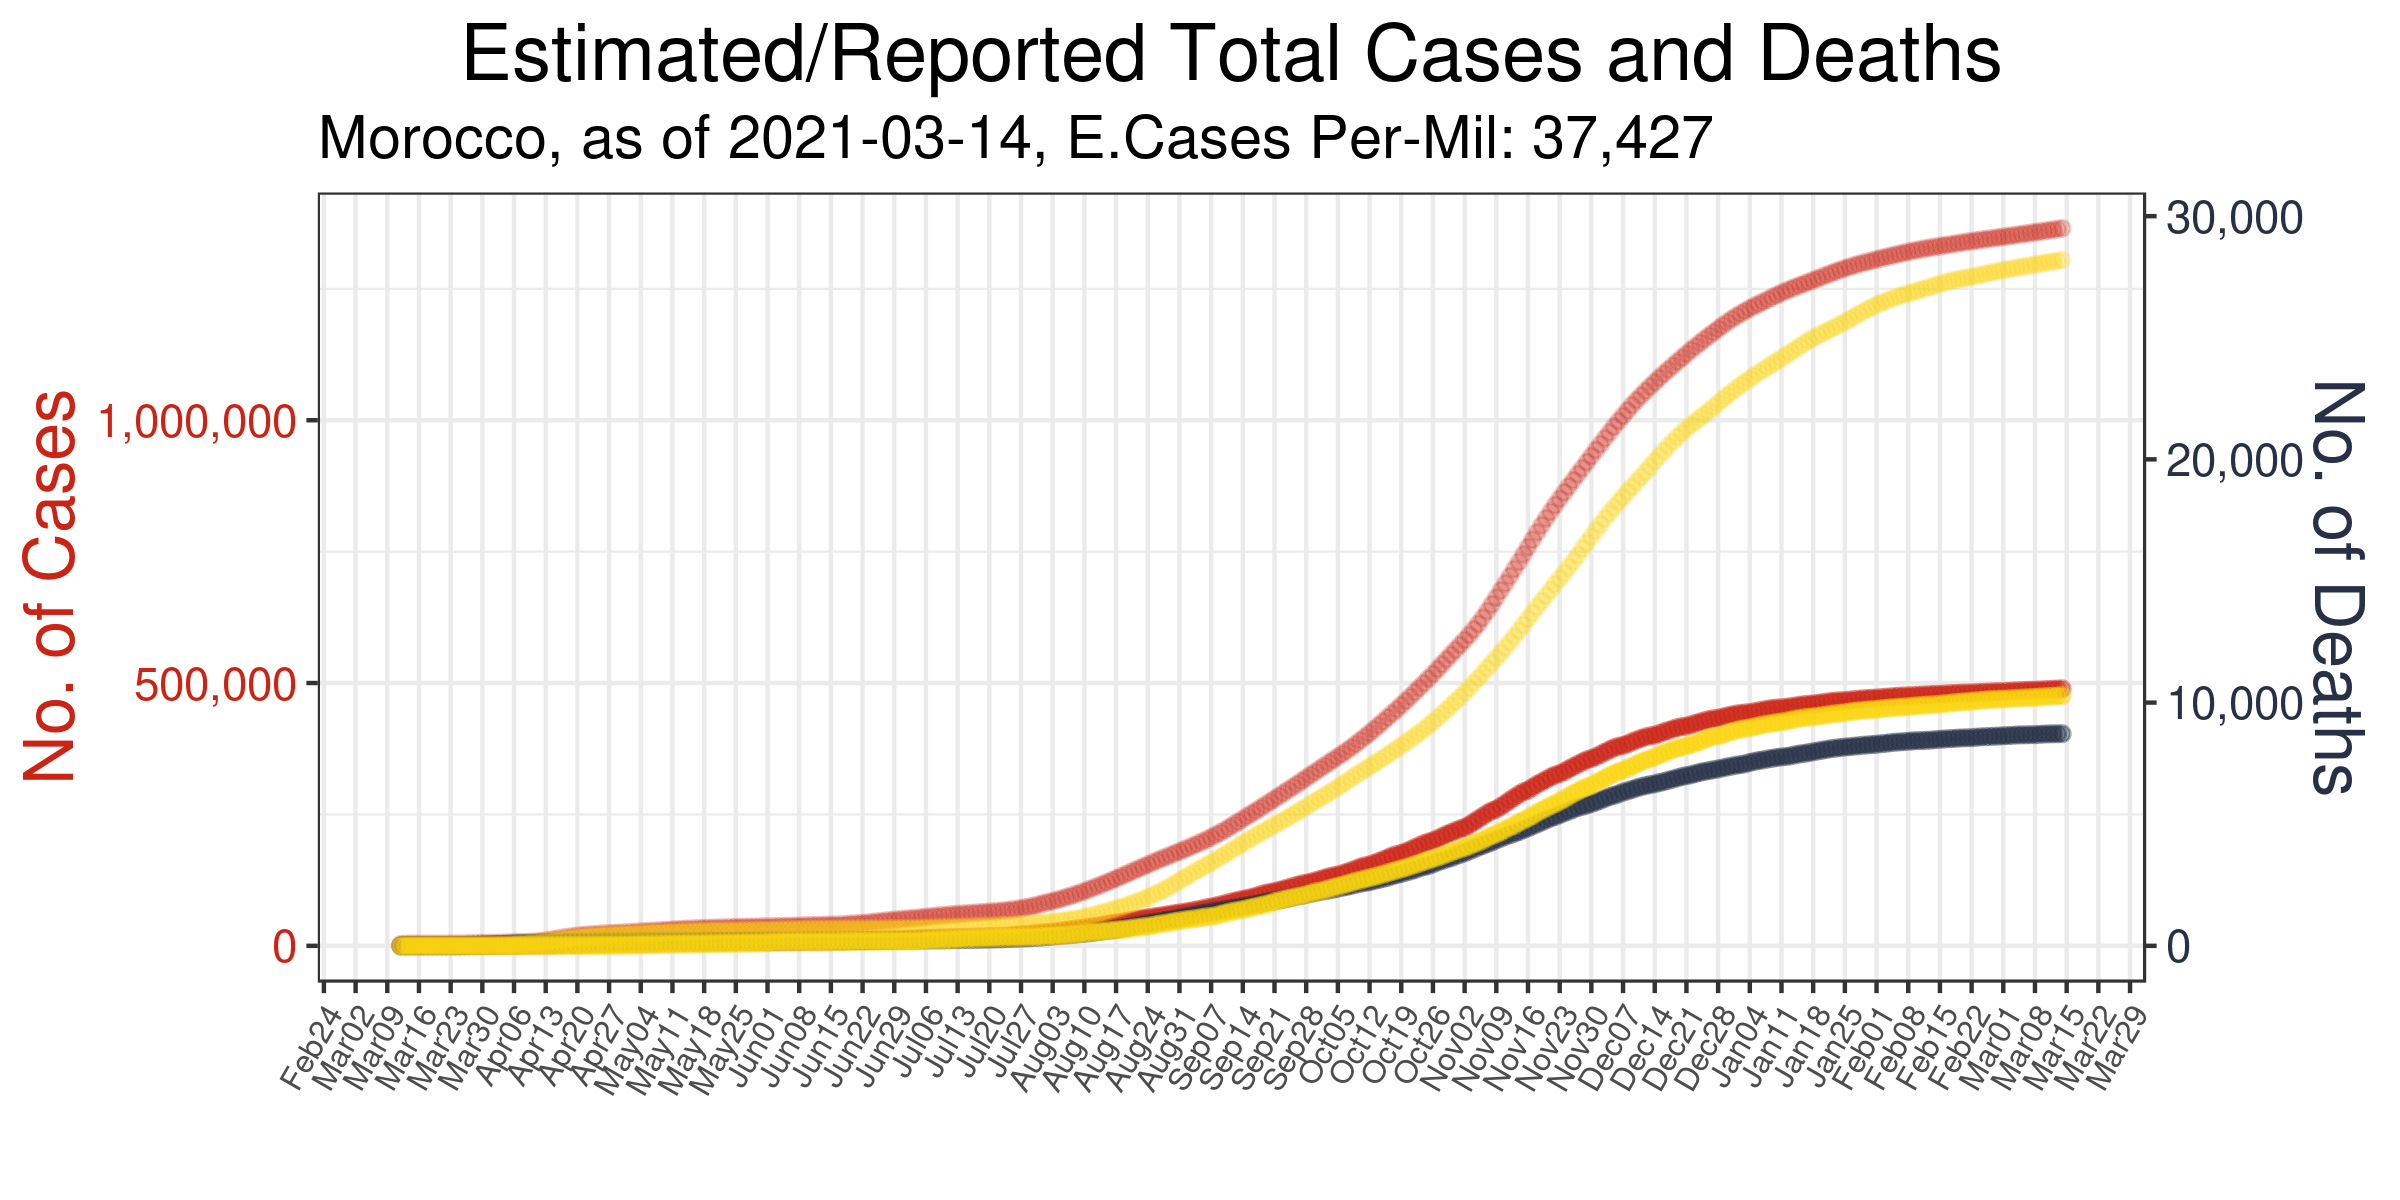 Estimated/Reported Total Cases and Deaths
Morocco, as of 2021-03-14, E.Cases Per-Mil: 37,427
No. of Cases
1,000,000
500,000
0
30,000
20,000
10,000
0
No. of Deaths
Feb24
Mar02
Mar09
Mar16
Mar23
Mar30
Apr06
Apr13
Apr20
Apr27
May04
May11
May18
May25
Jun01
Jun08
Jun15
Jun22
Jun29
Jul06
Jul13
Jul20
Jul27
Aug03
Aug10
Aug17
Aug24
Aug31
Sep07
Sep14
Sep21
Sep28
Oct05
Oct12
Oct19
Oct26
Nov02
Nov09
Nov16
Nov23
Nov30
Dec07
Dec14
Dec21
Dec28
Jan04
Jan11
Jan18
Jan25
Feb01
Feb08
Feb15
Feb22
Mar01
Mar08
Mar15
Mar22
Mar29